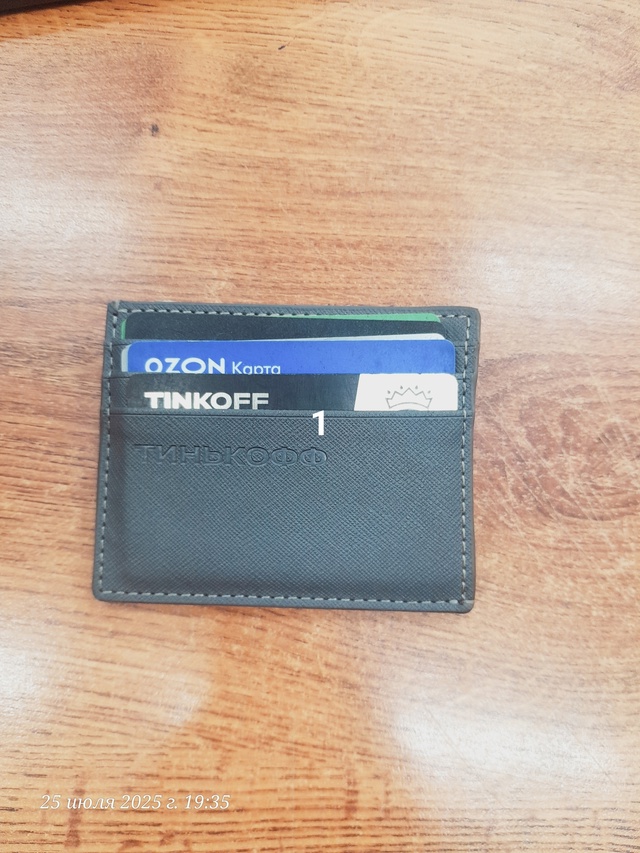 OZON Карта
TINKOFF
1
ТИНЬКОФФ
25 июля 2025 г. 19:35